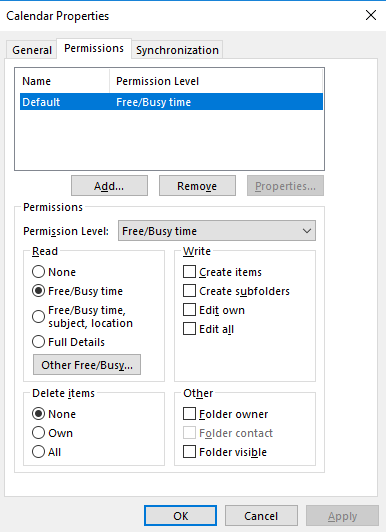 Calendar Properties
General Permissions Synchronization
Name Permission Level
Default Free/Busy time
Add... Remove Properties...
Permissions
Permission Level: Free/Busy time
Read
None
Free/Busy time
Free/Busy time,
subject, location
Full Details
Other Free/Busy...
Write
Create items
Create subfolders
Edit own
Edit all
Delete items
None
Own
All
Other
Folder owner
Folder contact
Folder visible
OK Cancel Apply